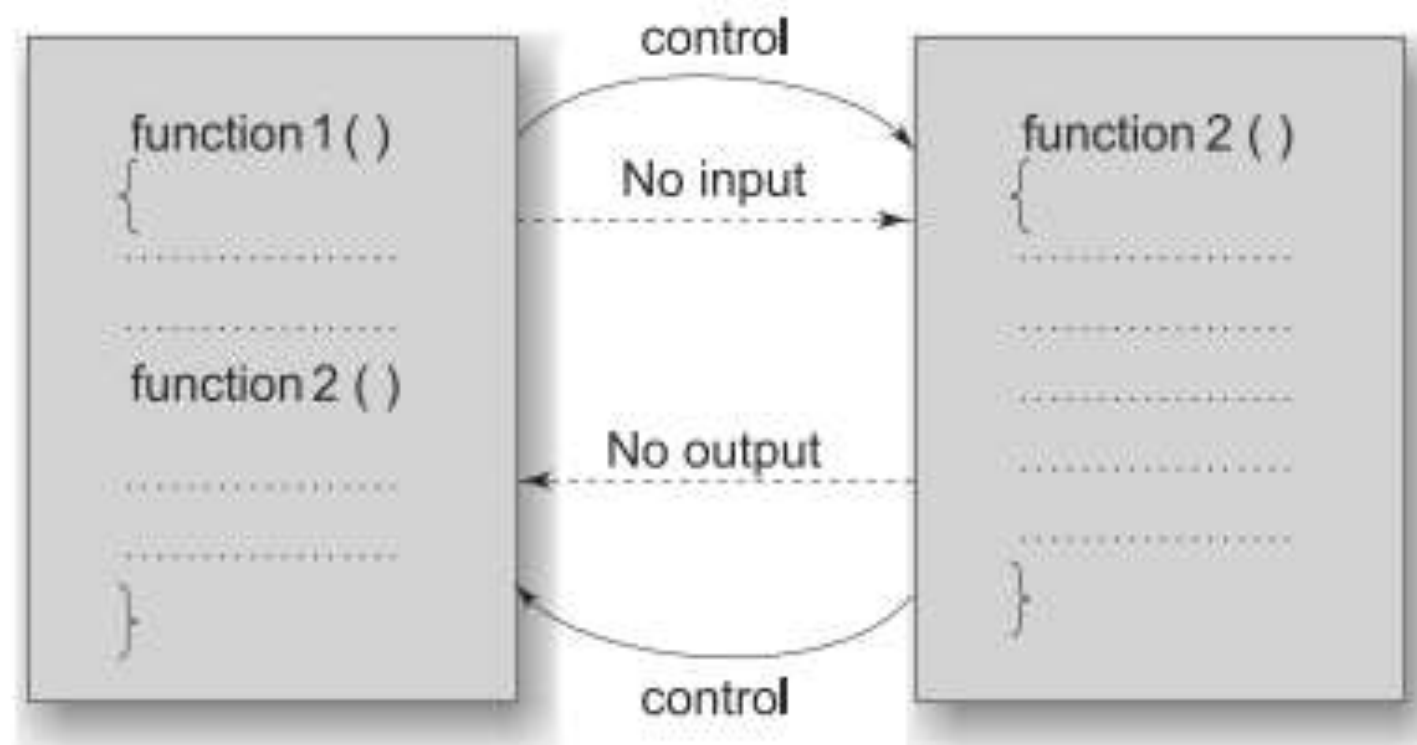 control
function 1 ( )
{
No input
function 2 ( )
No output
}
control
function 2 ( )
{
}